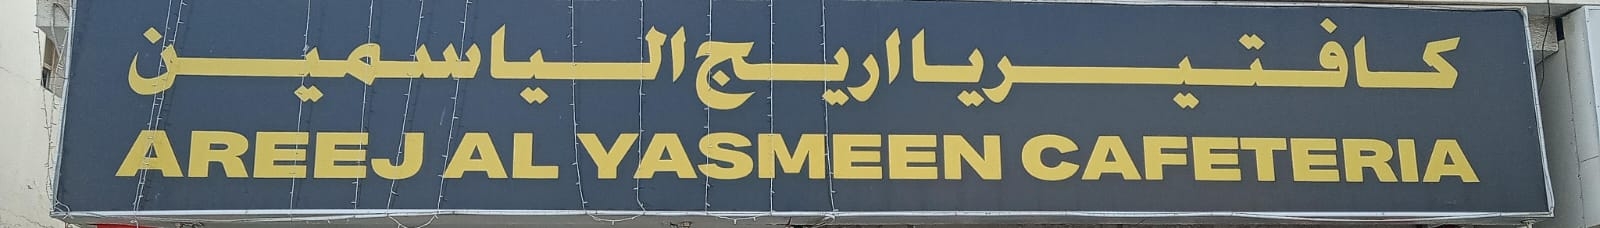 كافتيريا اريج الياسمين
AREEJ AL YASMEEN CAFETERIA